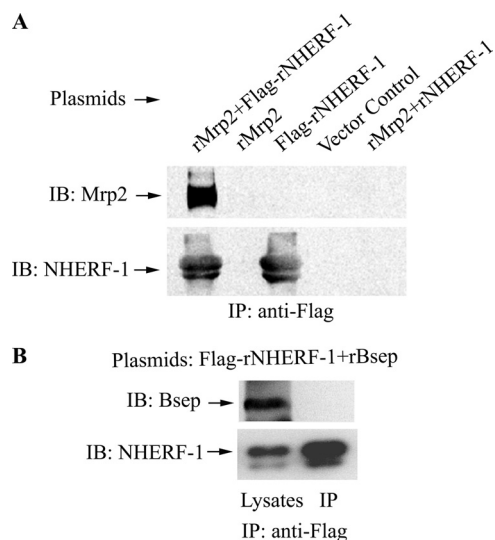 A
Plasmids
rMrp2+Flag-rNHERF-1
rMrp2
Flag-rNHERF-1
Vector Control
rMrp2+rNHERF-1
IB: Mrp2
IB: NHERF-1
IP: anti-Flag
B
Plasmids: Flag-rNHERF-1+rBsep
IB: Bsep
IB: NHERF-1
Lysates IP
IP: anti-Flag